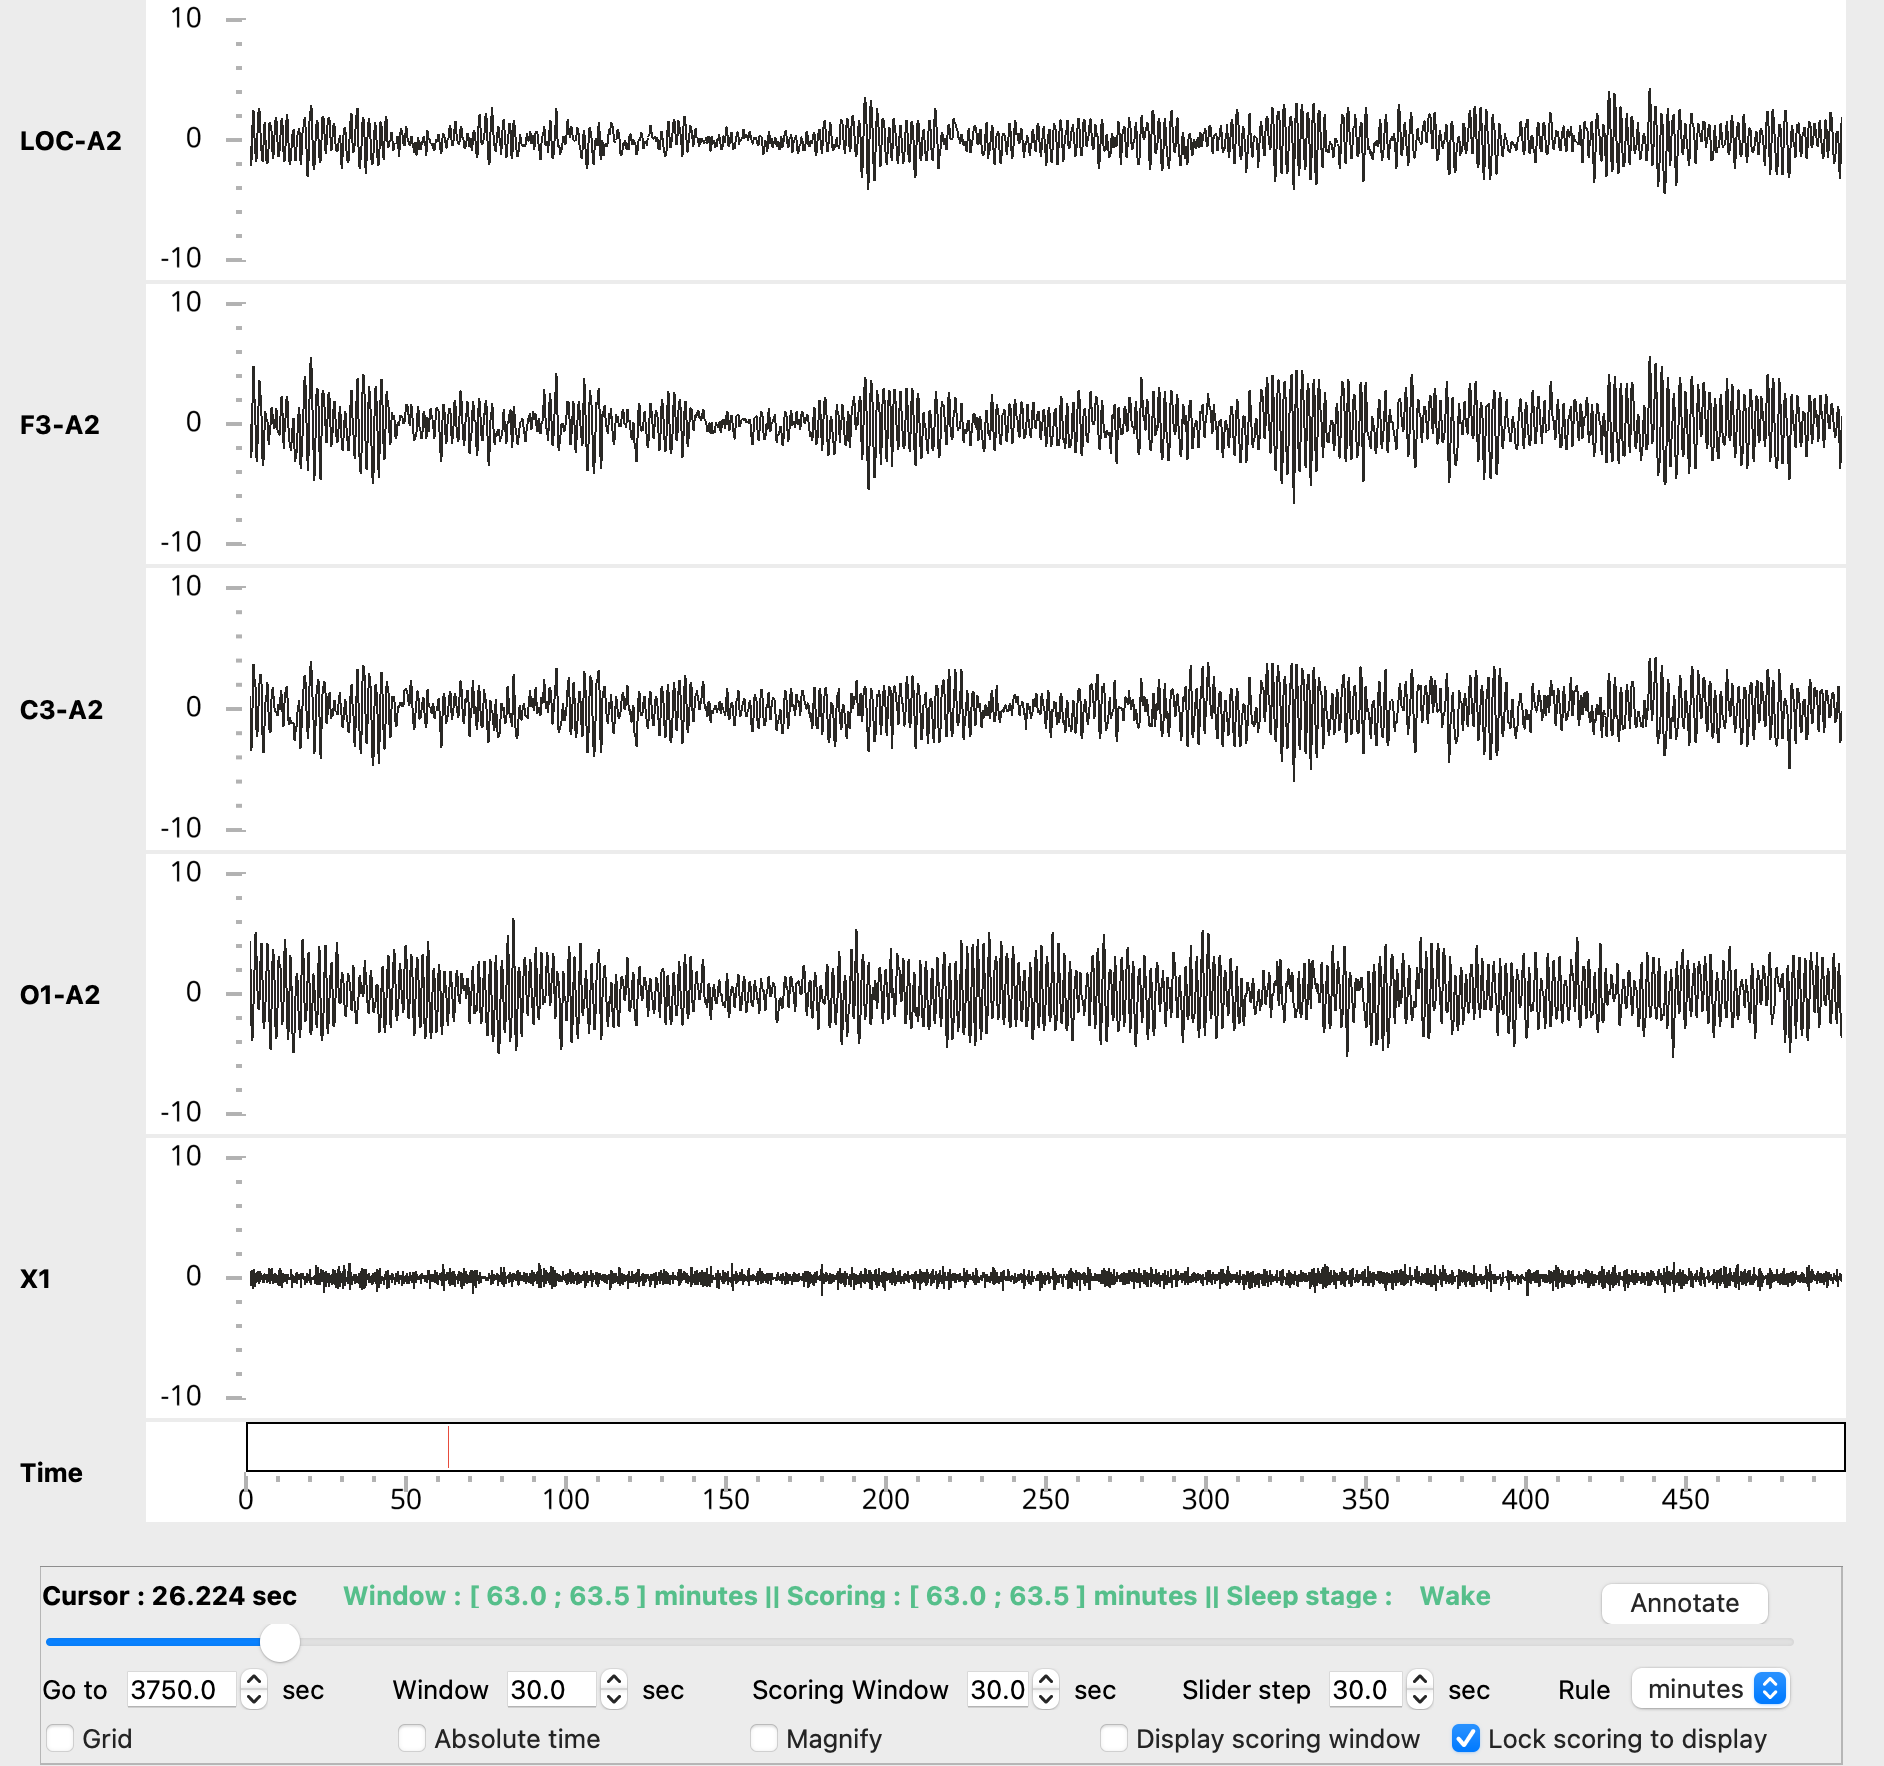 10
LOC-A2
0
-10
10
F3-A2
0
-10
10
C3-A2
0
-10
10
O1-A2
0
-10
10
X1
0
-10
Time
0 50 100 150 200 250 300 350 400 450
Cursor : 26.224 sec Window : [ 63.0 ; 63.5 ] minutes || Scoring : [ 63.0 ; 63.5 ] minutes || Sleep stage : Wake Annotate
Go to 3750.0 sec Window 30.0 sec Scoring Window 30.0 sec Slider step 30.0 sec Rule minutes
Grid Absolute time Magnify Display scoring window Lock scoring to display